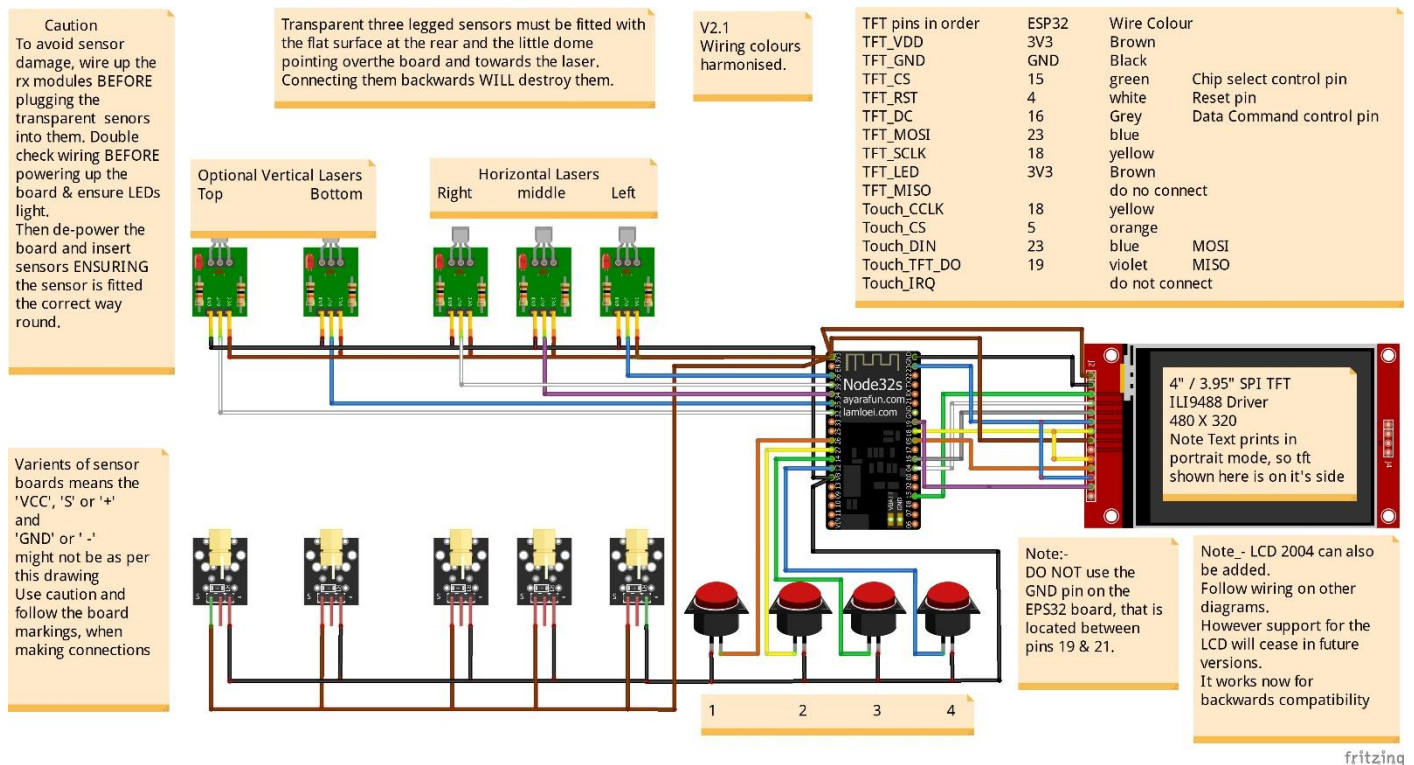 Caution
To avoid sensor
damage, wire up the
rx modules BEFORE
plugging the
transparent  senors
into them. Double
check wiring BEFORE
powering up the
board & ensure LEDs
light.
Then de-power the
board and insert
sensors ENSURING
the sensor is fitted
the correct way
round.
Transparent three legged sensors must be fitted with
the flat surface at the rear and the little dome
pointing overthe board and towards the laser.
Connecting them backwards WILL destroy them.
V2.1
Wiring colours
harmonised.
TFT pins in order ESP32 Wire Colour
TFT_VDD 3V3 Brown
TFT_GND GND Black
TFT_CS 15 green Chip select control pin
TFT_RST 4 white Reset pin
TFT_DC 16 Grey Data Command control pin
TFT_MOSI 23 blue
TFT_SCLK 18 yellow
TFT_LED 3V3 Brown
TFT_MISO do no connect
Touch_CCLK 18 yellow
Touch_CS 5 orange
Touch_DIN 23 blue MOSI
Touch_TFT_DO 19 violet MISO
Touch_IRQ do not connect
Optional Vertical Lasers
Top Bottom
Horizontal Lasers
Right middle Left
Node32s
ayarafun.com
lamloei.com
VBAT
GND
J2
J4
4" / 3.95" SPI TFT
ILI9488 Driver
480 X 320
Note Text prints in
portrait mode, so tft
shown here is on it's side
Varients of sensor
boards means the
'VCC', 'S' or '+'
and
'GND' or ' -'
might not be as per
this drawing
Use caution and
follow the board
markings, when
making connections
Note:-
DO NOT use the
GND pin on the
EPS32 board, that is
located between
pins 19 & 21.
Note_- LCD 2004 can also
be added.
Follow wiring on other
diagrams.
However support for the
LCD will cease in future
versions.
It works now for
backwards compatibility
1 2 3 4
fritzing